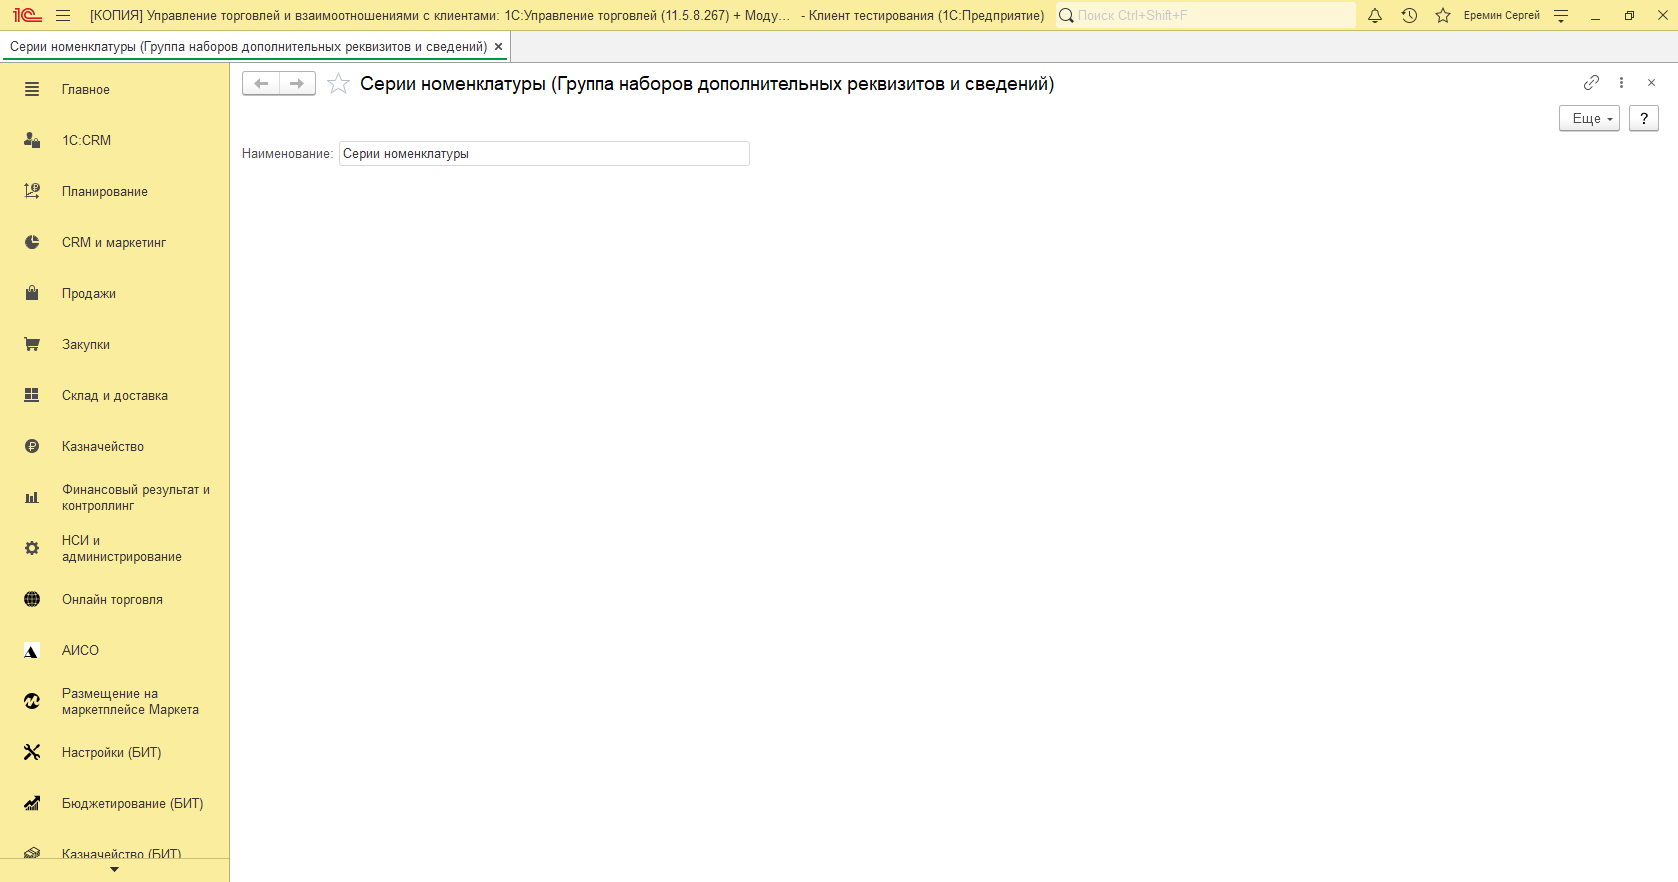 [КОПИЯ] Управление торговлей и взаимоотношениями с клиентами: 1С:Управление торговлей (11.5.8.267) + Моду... - Клиент тестирования (1С:Предприятие)
Поиск Ctrl+Shift+F
Еремин Сергей
Серии номенклатуры (Группа наборов дополнительных реквизитов и сведений)
Главное
1С:CRM
Планирование
CRM и маркетинг
Продажи
Закупки
Склад и доставка
Казначейство
Финансовый результат и
контроллинг
НСИ и
администрирование
Онлайн торговля
АИСО
Размещение на
маркетплейсе Маркета
Настройки (БИТ)
Бюджетирование (БИТ)
Казначейство (БИТ)
Серии номенклатуры (Группа наборов дополнительных реквизитов и сведений)
Еще
?
Наименование: Серии номенклатуры